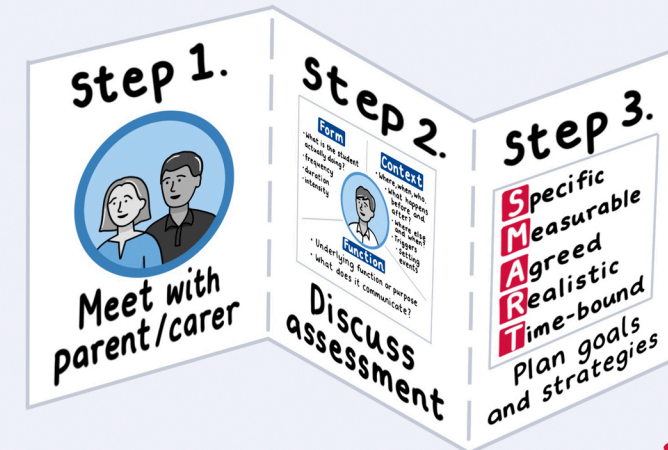 Step 1.
Meet with
parent/carer
Step 2.
Form
• What is the student
actually doing?
• frequency
• duration
• intensity
Context
• Where, when, who.
• What happens
before and
after?
• Where else
and when?
• Triggers
• Setting
events
Function
• Underlying function or purpose
• What does it communicate?
Discuss
assessment
Step 3.
Specific
Measurable
Agreed
Realistic
Time-bound
Plan goals
and strategies